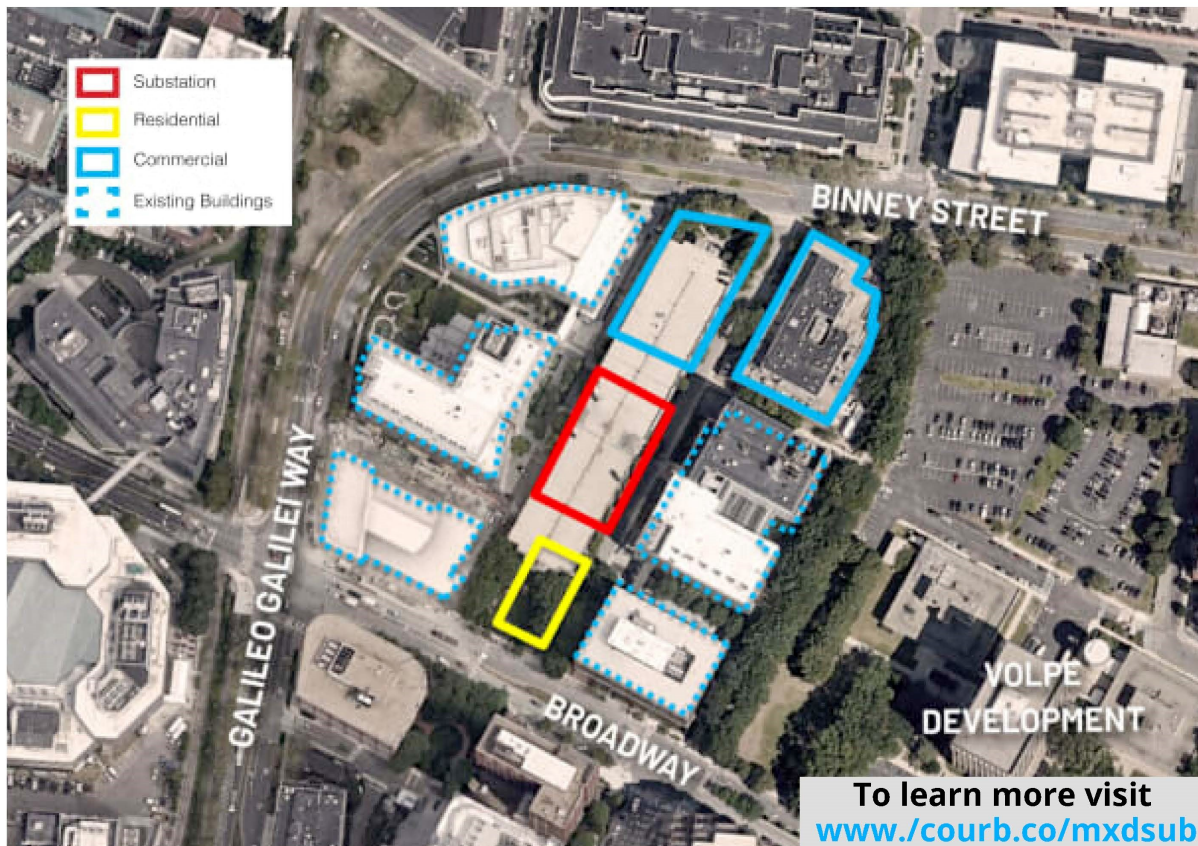 Substation
Residential
Commercial
Existing Buildings
BINNEY STREET
GALILEO GALILEI WAY
BROADWAY
VOLPE
DEVELOPMENT
To learn more visit
www./courb.co/mxdsub